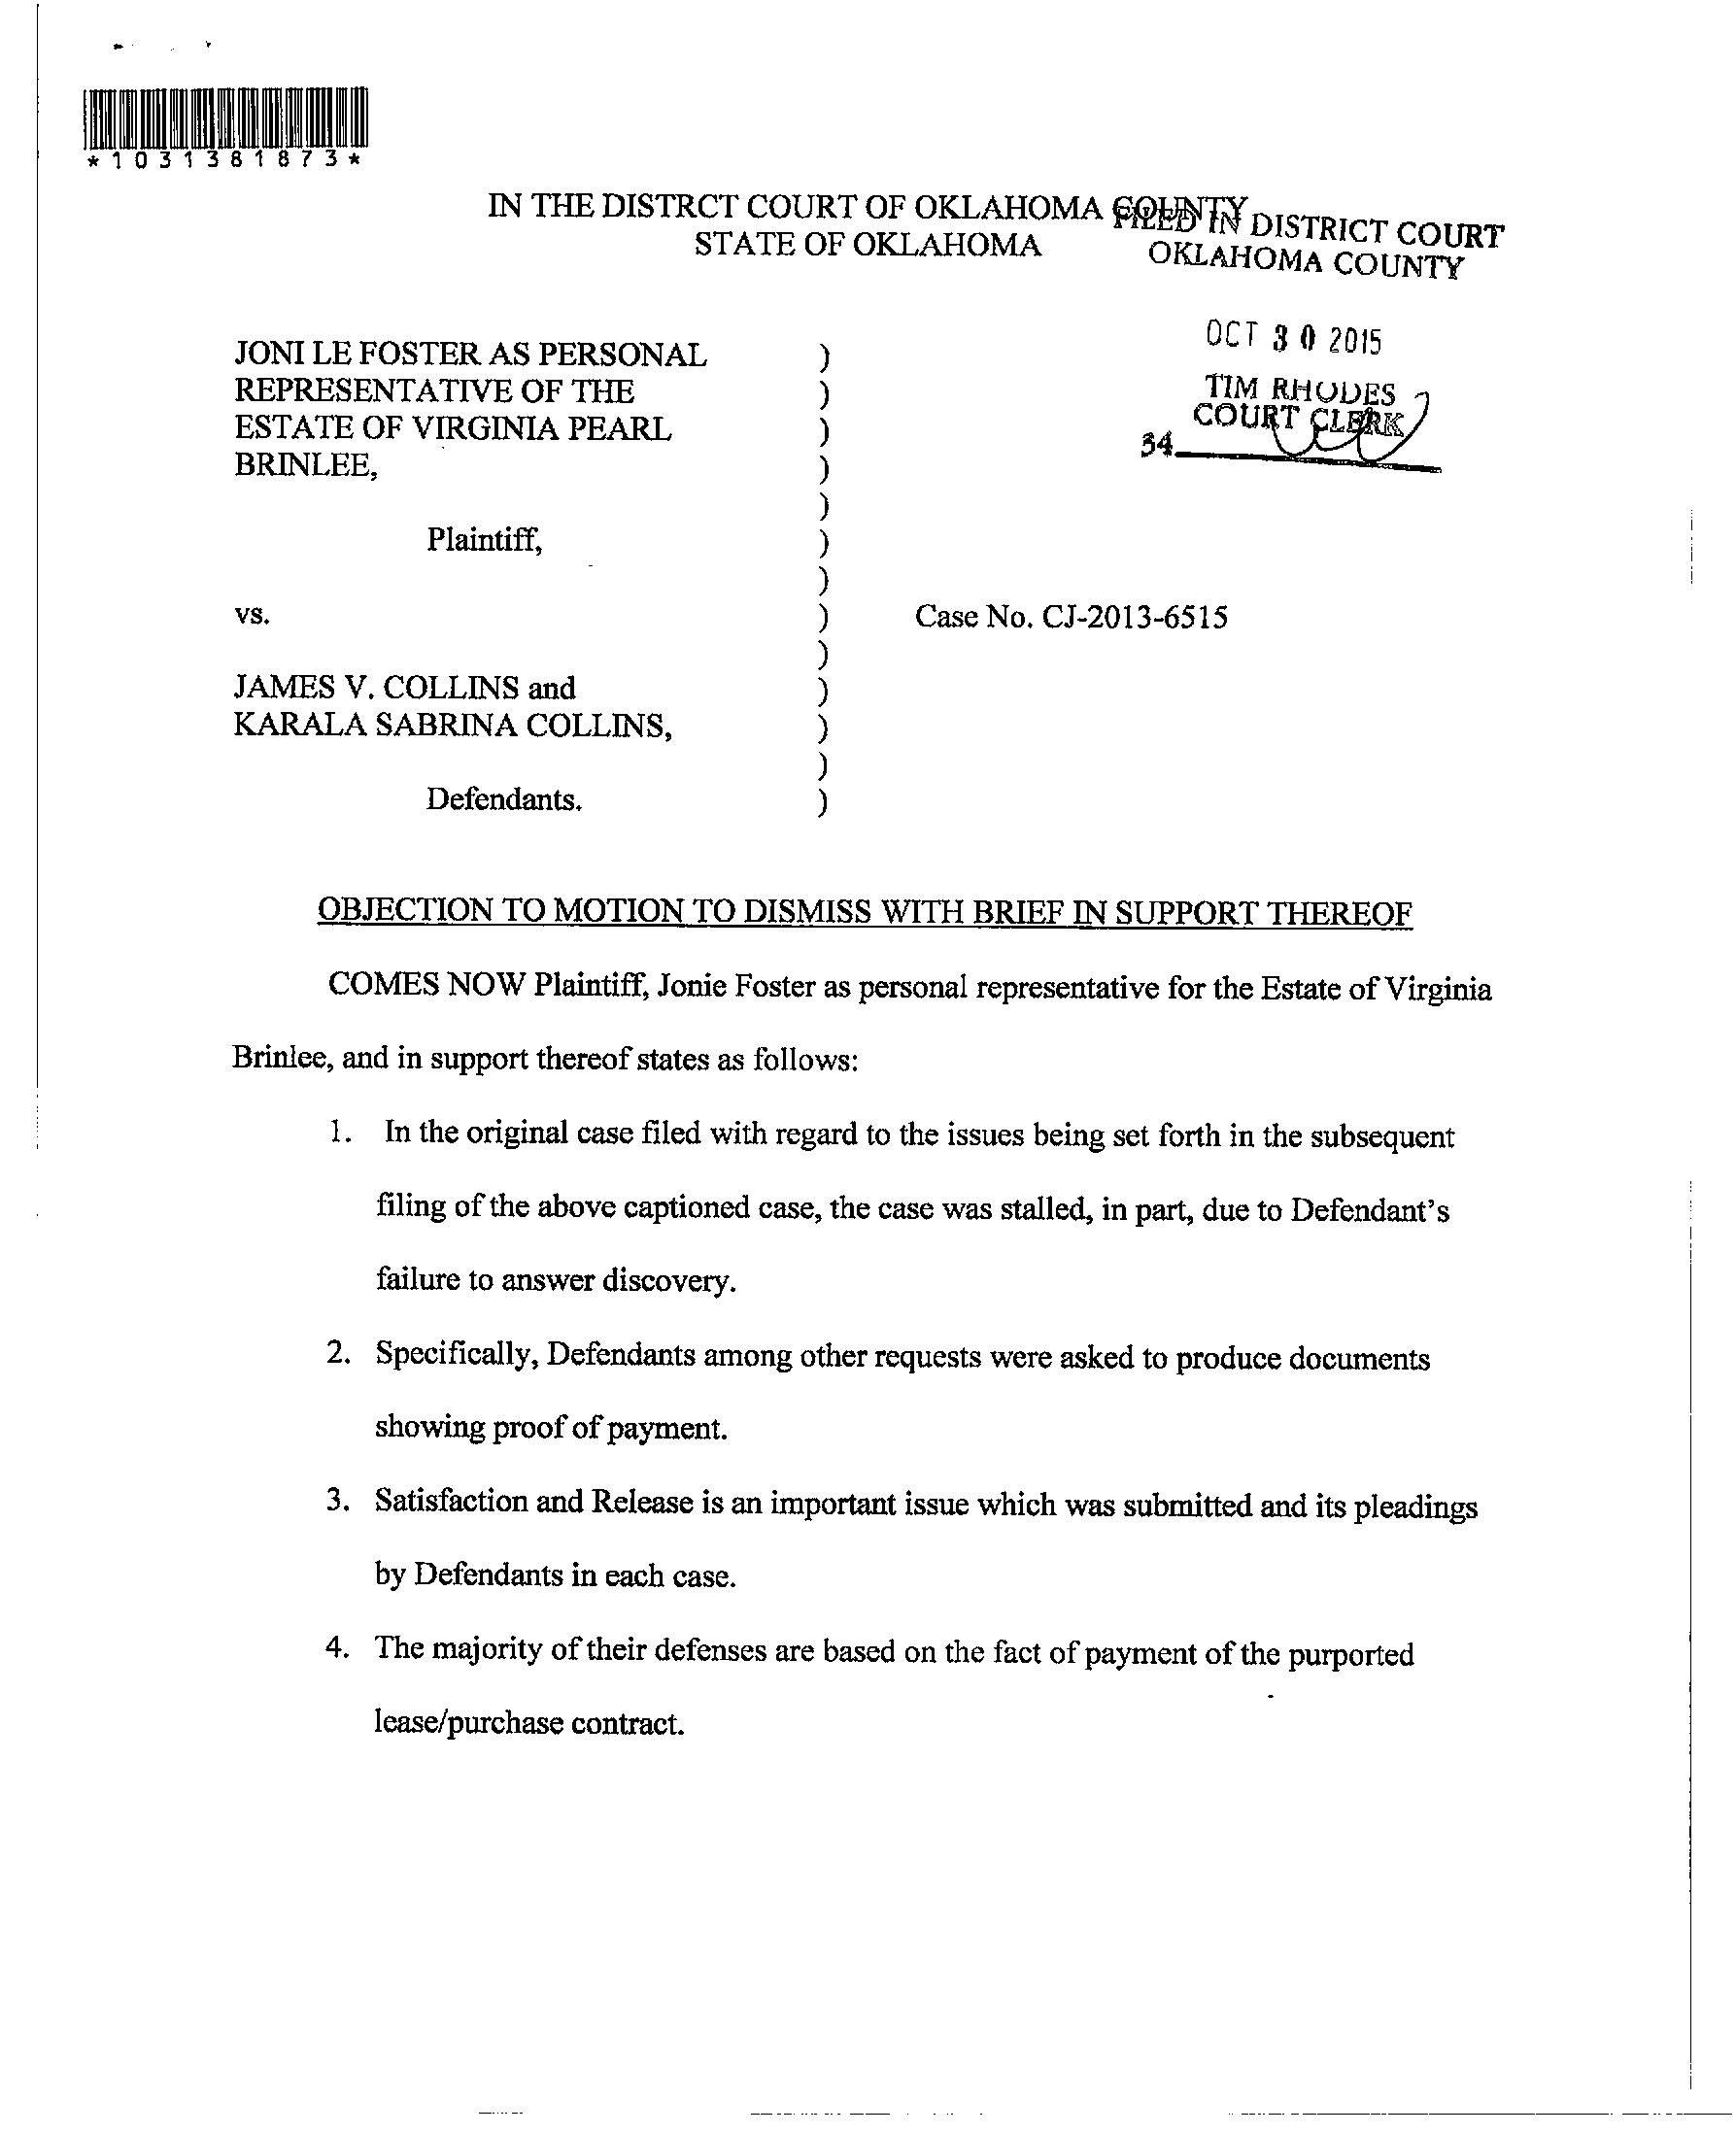 *1031381873*
IN THE DISTRCT COURT OF OKLAHOMA COUNTY
STATE OF OKLAHOMA
FILED IN DISTRICT COURT
OKLAHOMA COUNTY
OCT 30 2015
TIM RHODES
COURT CLERK
34
JONI LE FOSTER AS PERSONAL )
REPRESENTATIVE OF THE )
ESTATE OF VIRGINIA PEARL )
BRINLEE, )
)
Plaintiff, )
)
vs. ) Case No. CJ-2013-6515
)
JAMES V. COLLINS and )
KARALA SABRINA COLLINS, )
)
Defendants. )
OBJECTION TO MOTION TO DISMISS WITH BRIEF IN SUPPORT THEREOF
COMES NOW Plaintiff, Jonie Foster as personal representative for the Estate of Virginia
Brinlee, and in support thereof states as follows:
1. In the original case filed with regard to the issues being set forth in the subsequent
filing of the above captioned case, the case was stalled, in part, due to Defendant's
failure to answer discovery.
2. Specifically, Defendants among other requests were asked to produce documents
showing proof of payment.
3. Satisfaction and Release is an important issue which was submitted and its pleadings
by Defendants in each case.
4. The majority of their defenses are based on the fact of payment of the purported
lease/purchase contract.